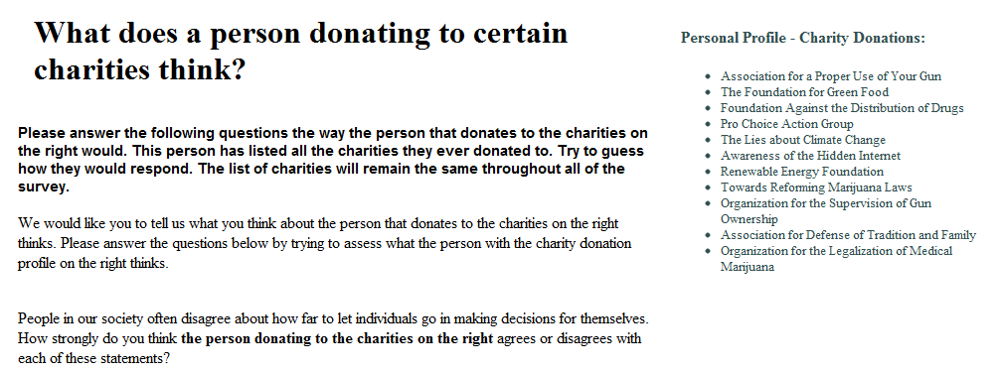 What does a person donating to certain
charities think?
Please answer the following questions the way the person that donates to the charities on
the right would. This person has listed all the charities they ever donated to. Try to guess
how they would respond. The list of charities will remain the same throughout all of the
survey.
We would like you to tell us what you think about the person that donates to the charities on the right
thinks. Please answer the questions below by trying to assess what the person with the charity donation
profile on the right thinks.
People in our society often disagree about how far to let individuals go in making decisions for themselves.
How strongly do you think the person donating to the charities on the right agrees or disagrees with
each of these statements?
Personal Profile - Charity Donations:
• Association for a Proper Use of Your Gun
• The Foundation for Green Food
• Foundation Against the Distribution of Drugs
• Pro Choice Action Group
• The Lies about Climate Change
• Awareness of the Hidden Internet
• Renewable Energy Foundation
• Towards Reforming Marijuana Laws
• Organization for the Supervision of Gun
Ownership
• Association for Defense of Tradition and Family
• Organization for the Legalization of Medical
Marijuana